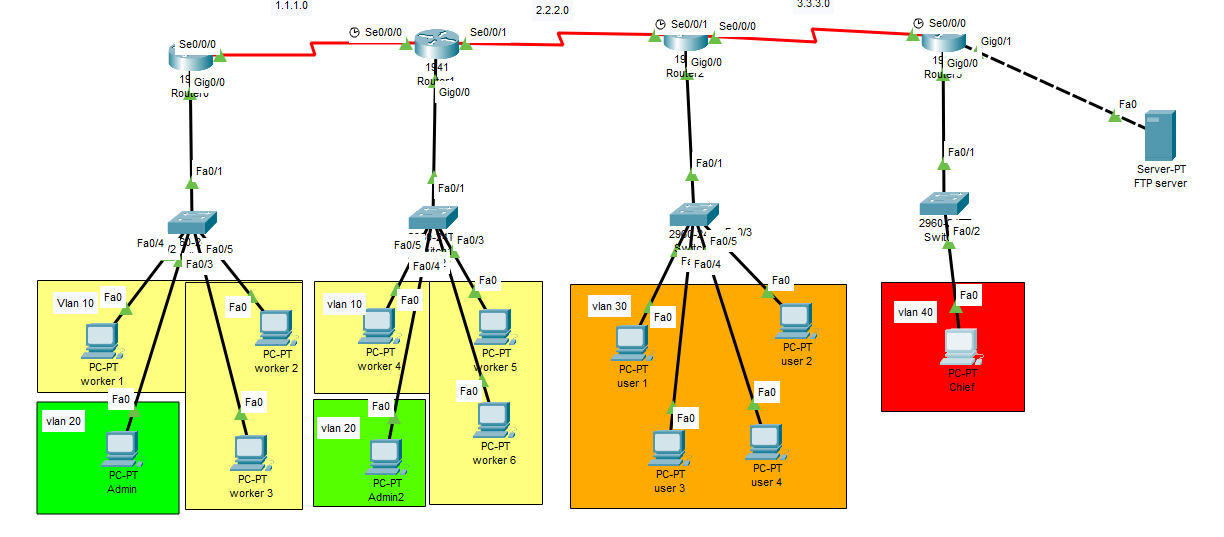 1.1.1.0
2.2.2.0
3.3.3.0
Se0/0/0
Se0/0/0
Se0/0/1
Se0/0/1
Se0/0/0
Se0/0/0
Gig0/1
1941
Gig0/0
Gig0/0
Gig0/0
Gig0/0
Fa0
Server-PT
FTP server
Fa0/1
Fa0/1
Fa0/1
Fa0/1
Fa0/4
Fa0/5
Fa0/3
Fa0/5
Fa0/3
Fa0/4
Fa0/5
Fa0/4
Fa0/2
Vlan 10
Fa0
Fa0
PC-PT
worker 1
PC-PT
worker 2
vlan 20
Fa0
Fa0
PC-PT
Admin
PC-PT
worker 3
vlan 10
Fa0
Fa0
PC-PT
worker 4
PC-PT
worker 5
vlan 20
Fa0
Fa0
PC-PT
Admin2
PC-PT
worker 6
vlan 30
Fa0
Fa0
PC-PT
user 1
PC-PT
user 2
Fa0
Fa0
PC-PT
user 3
PC-PT
user 4
vlan 40
Fa0
PC-PT
Chief